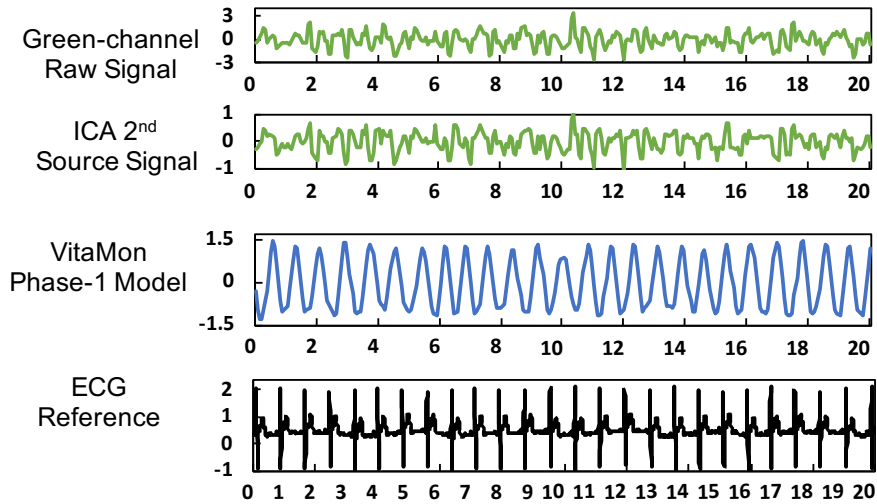 Green-channel
Raw Signal
3
0
-3
0 2 4 6 8 10 12 14 16 18 20
ICA 2nd
Source Signal
1
0
-1
0 2 4 6 8 10 12 14 16 18 20
VitaMon
Phase-1 Model
1.5
0
-1.5
0 2 4 6 8 10 12 14 16 18 20
ECG
Reference
2
1
0
-1
0 1 2 3 4 5 6 7 8 9 10 11 12 13 14 15 16 17 18 19 20